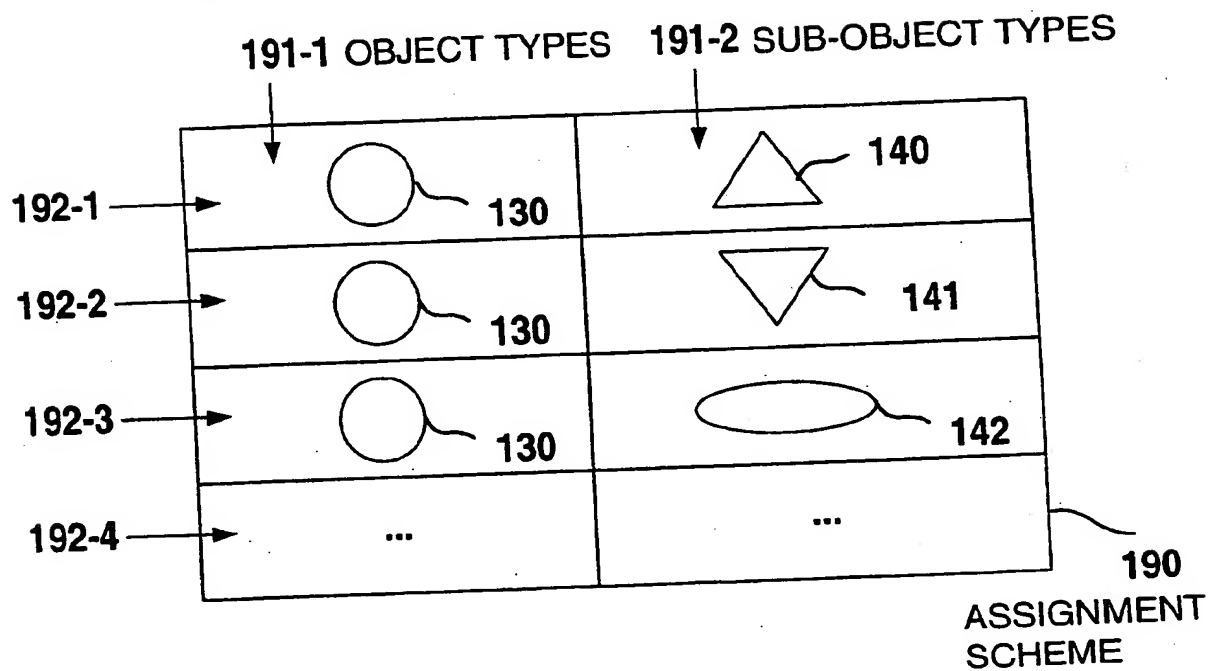 191-1 OBJECT TYPES 191-2 SUB-OBJECT TYPES
192-1 130 140
192-2 130 141
192-3 130 142
192-4 ... ...
190
ASSIGNMENT
SCHEME